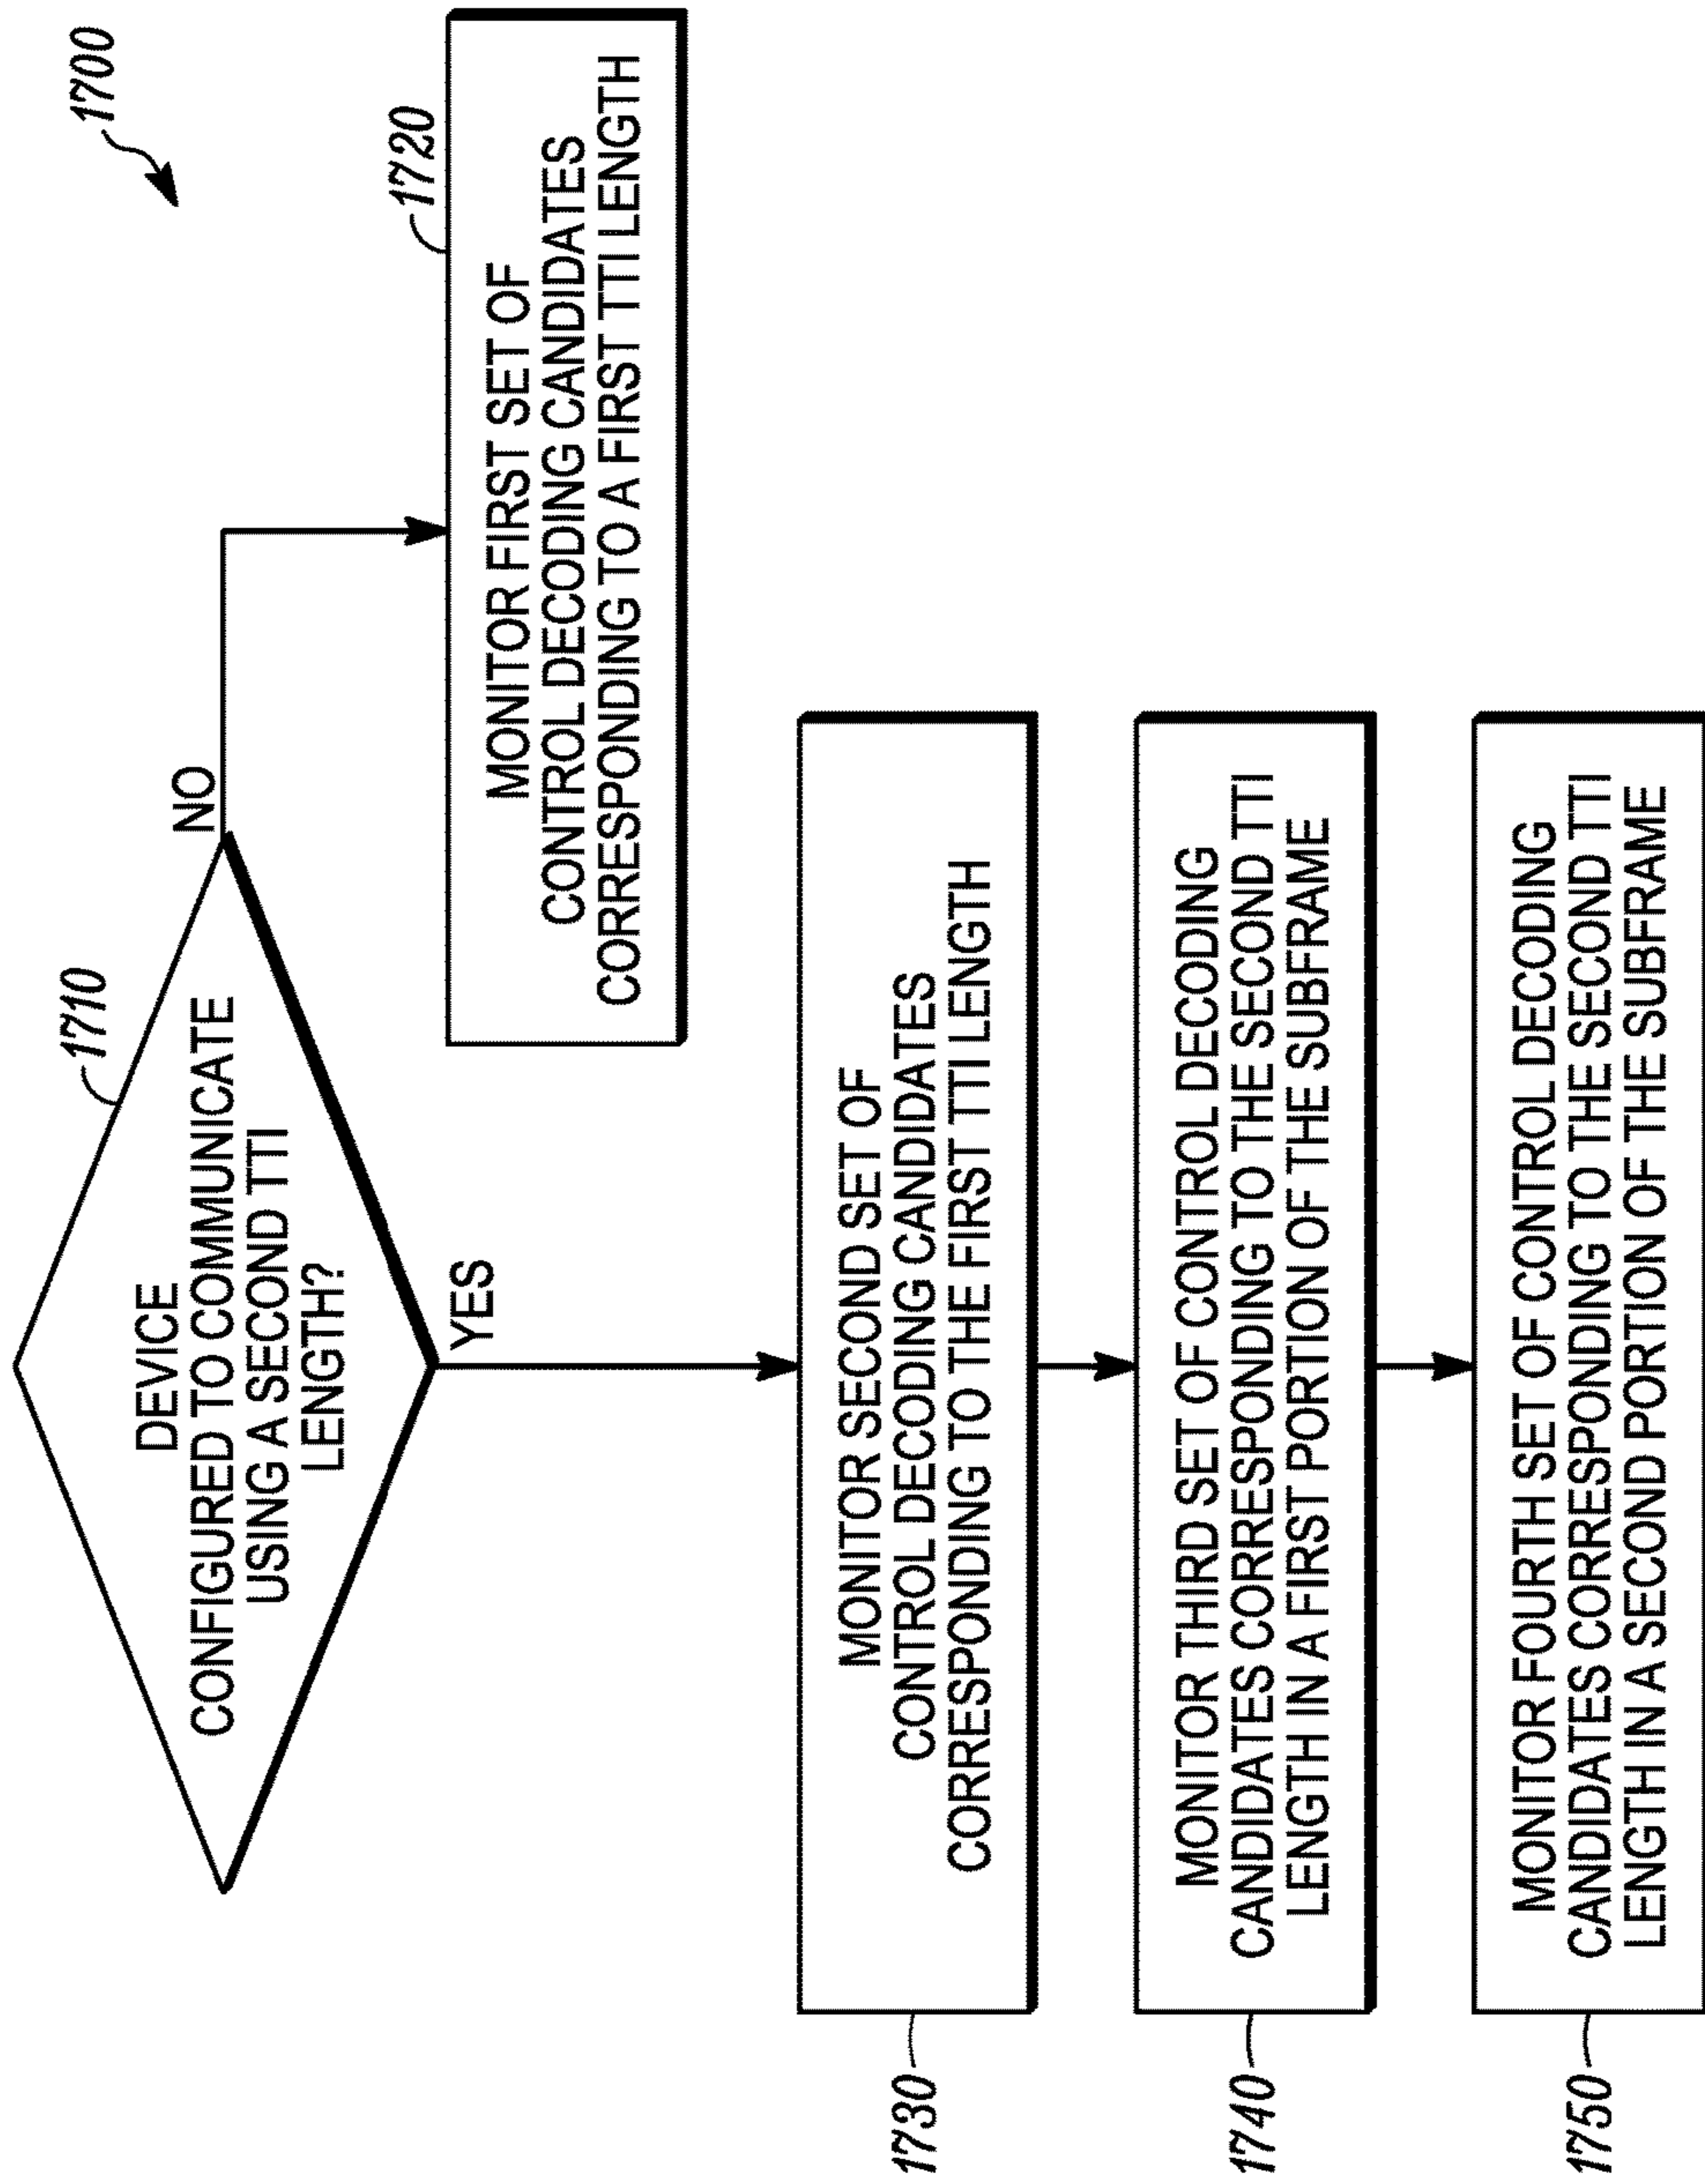 1700
1710
DEVICE
CONFIGURED TO COMMUNICATE
USING A SECOND TTI
LENGTH?
NO
YES
1720
MONITOR FIRST SET OF
CONTROL DECODING CANDIDATES
CORRESPONDING TO A FIRST TTI LENGTH
1730
MONITOR SECOND SET OF
CONTROL DECODING CANDIDATES
CORRESPONDING TO THE FIRST TTI LENGTH
1740
MONITOR THIRD SET OF CONTROL DECODING
CANDIDATES CORRESPONDING TO THE SECOND TTI
LENGTH IN A FIRST PORTION OF THE SUBFRAME
1750
MONITOR FOURTH SET OF CONTROL DECODING
CANDIDATES CORRESPONDING TO THE SECOND TTI
LENGTH IN A SECOND PORTION OF THE SUBFRAME